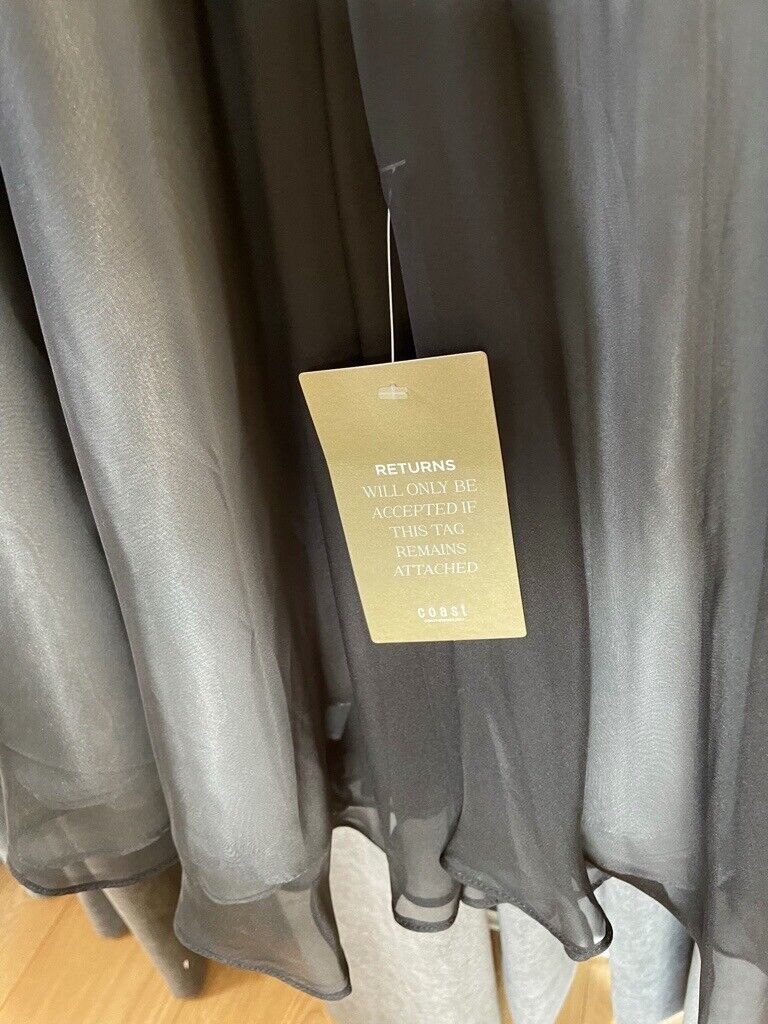 RETURNS
WILL ONLY BE
ACCEPTED IF
THIS TAG
REMAINS
ATTACHED
coast